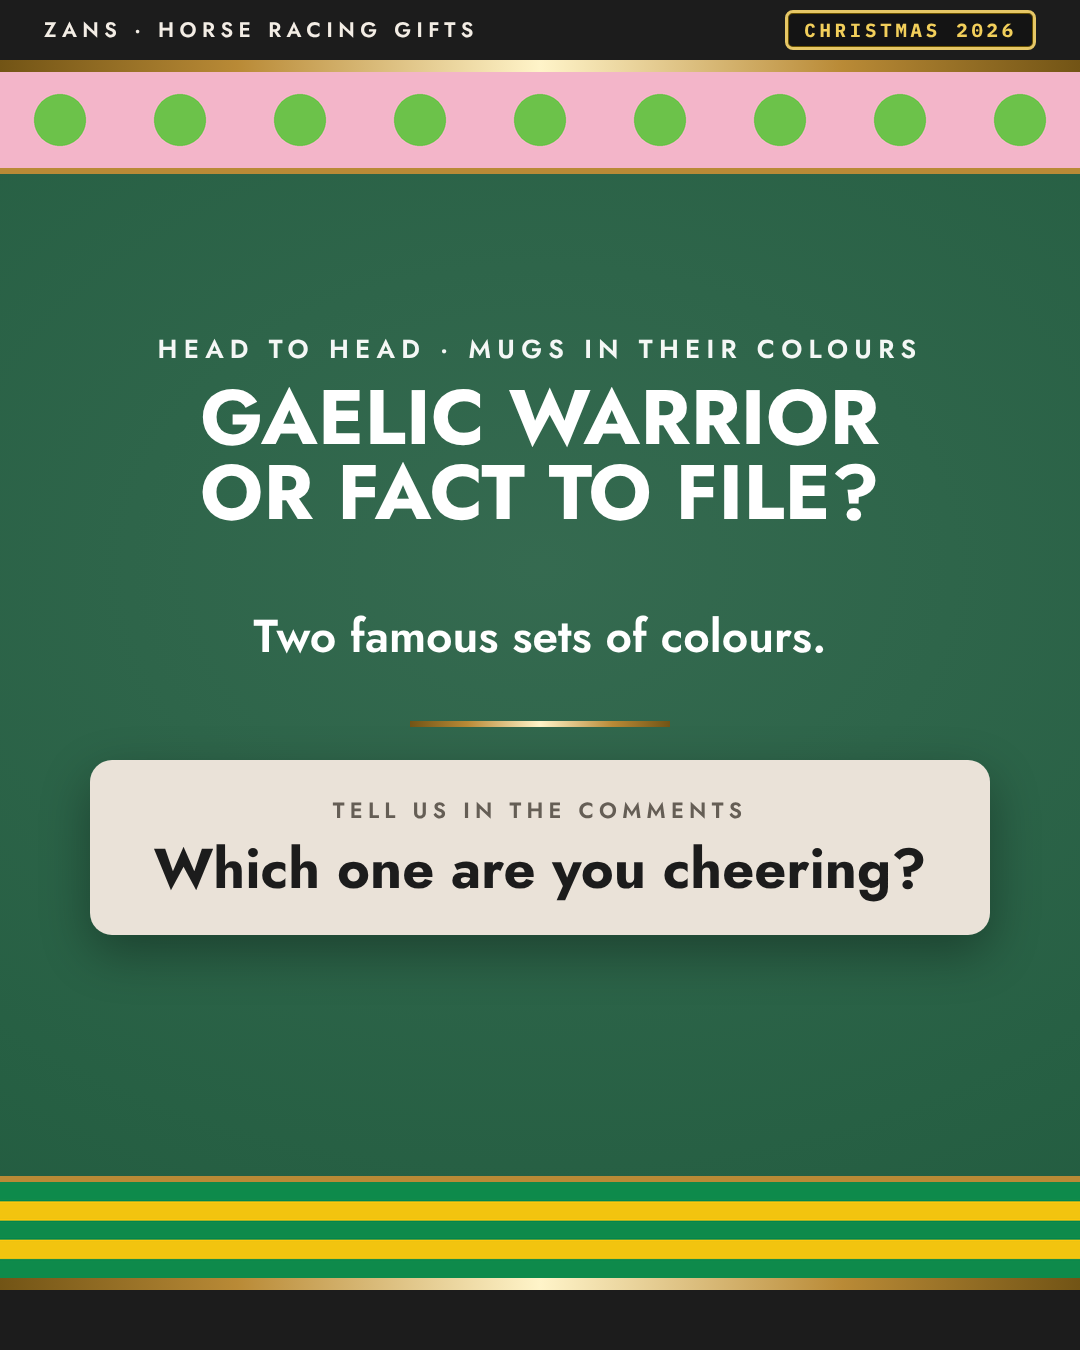 ZANS · HORSE RACING GIFTS
CHRISTMAS 2026
HEAD TO HEAD · MUGS IN THEIR COLOURS
GAELIC WARRIOR
OR FACT TO FILE?
Two famous sets of colours.
TELL US IN THE COMMENTS
Which one are you cheering?